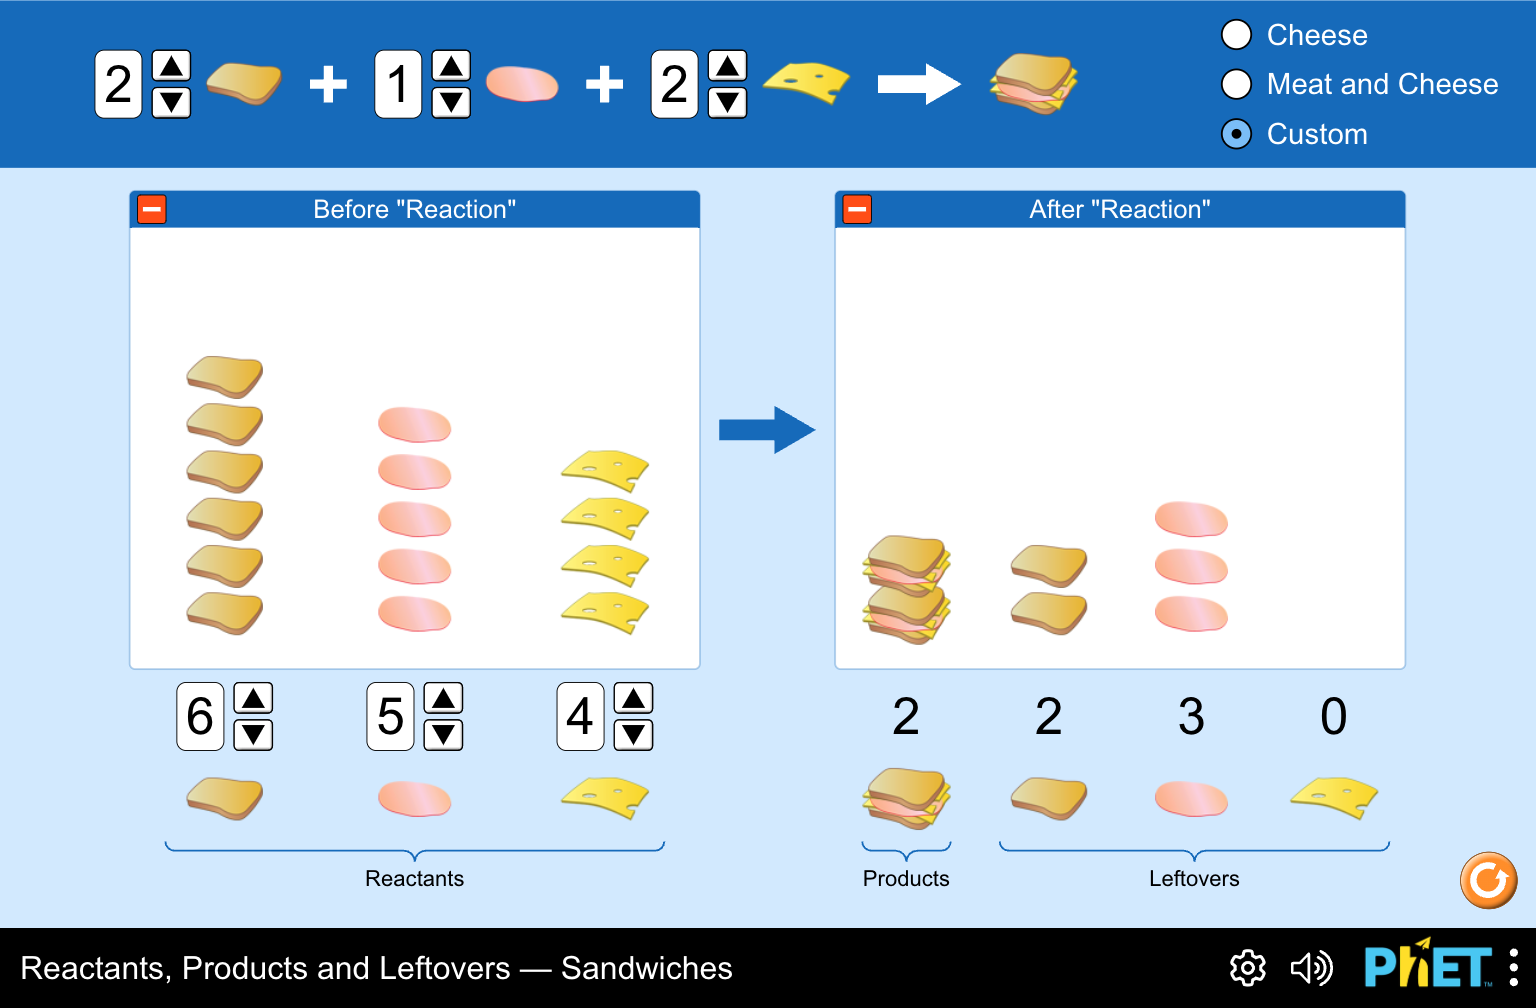 2 + 1 + 2
Cheese
Meat and Cheese
Custom
Before "Reaction"
After "Reaction"
6 5 4
2 2 3 0
Reactants
Products
Leftovers
Reactants, Products and Leftovers — Sandwiches
PhET™